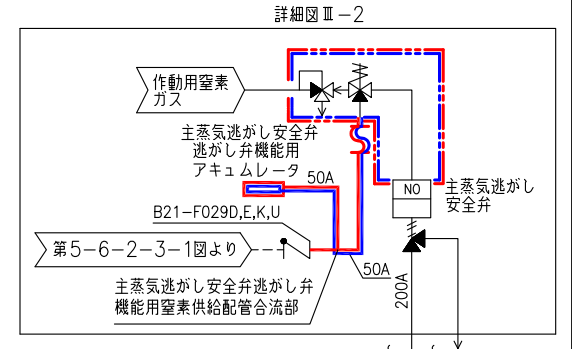 詳細図Ⅲ-2
作動用窒素
ガス
主蒸気逃がし安全弁
逃がし弁機能用
アキュムレータ
50A
NO
主蒸気逃がし
安全弁
B21-F029D,E,K,U
第5-6-2-3-1図より
50A
200A
主蒸気逃がし安全弁逃がし弁
機能用窒素供給配管合流部